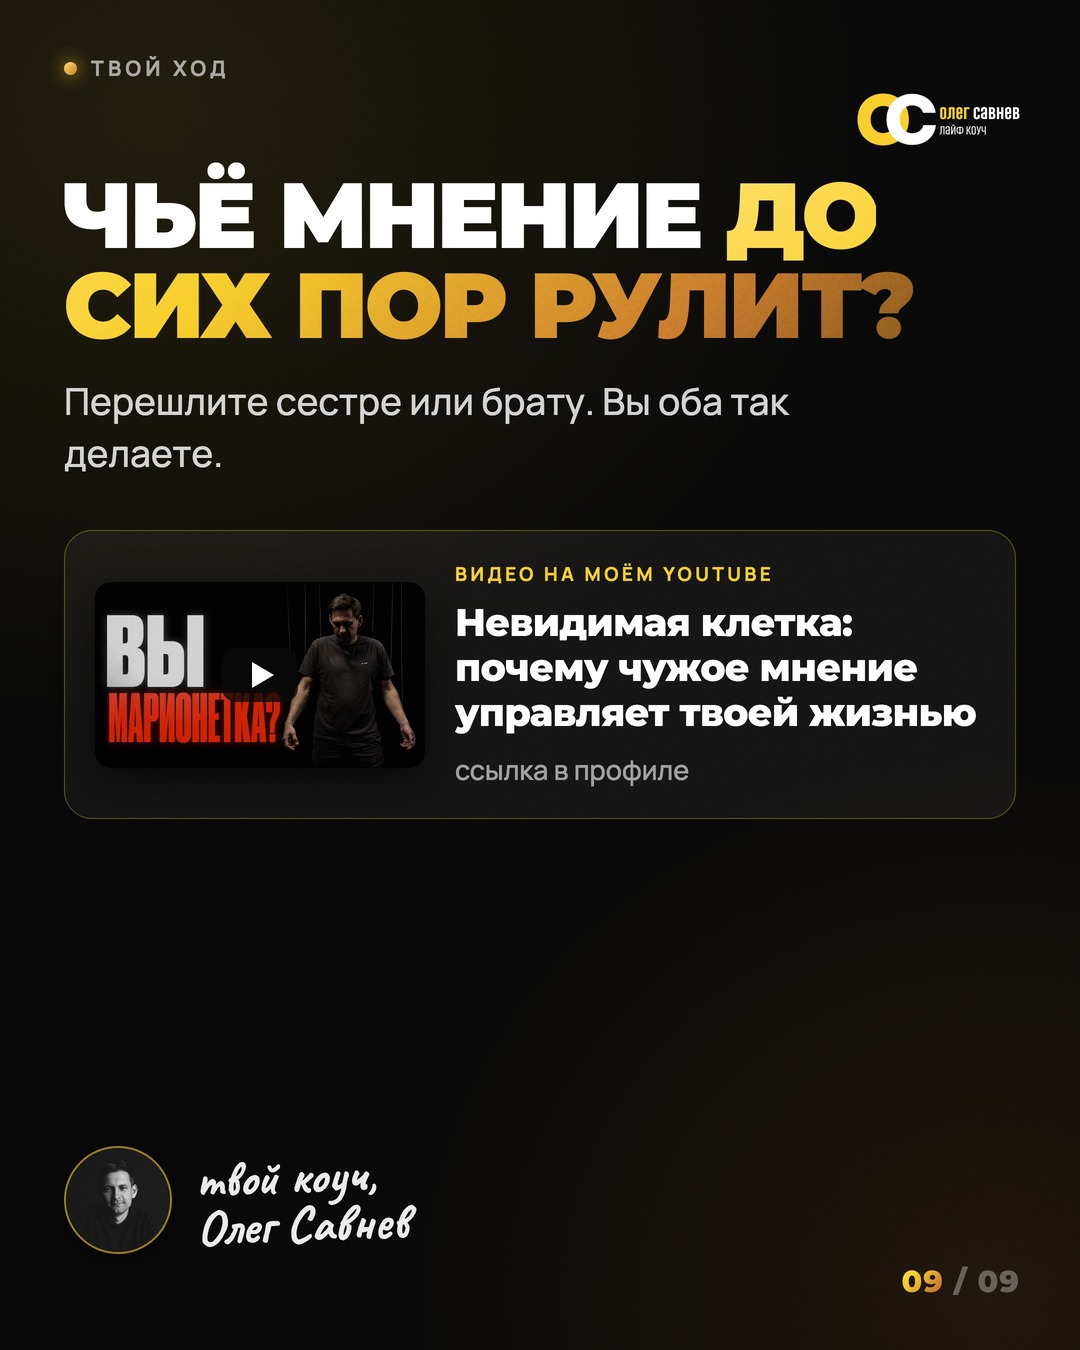 ТВОЙ ХОД
олег савнев
ЛАЙФ КОУЧ
ЧЬЁ МНЕНИЕ ДО
СИХ ПОР РУЛИТ?
Перешлите сестре или брату. Вы оба так
делаете.
ВИДЕО НА МОЁМ YOUTUBE
Невидимая клетка:
почему чужое мнение
управляет твоей жизнью
ссылка в профиле
ВЫ
МАРИОНЕТКА?
твой коуч,
Олег Савнев
09 / 09